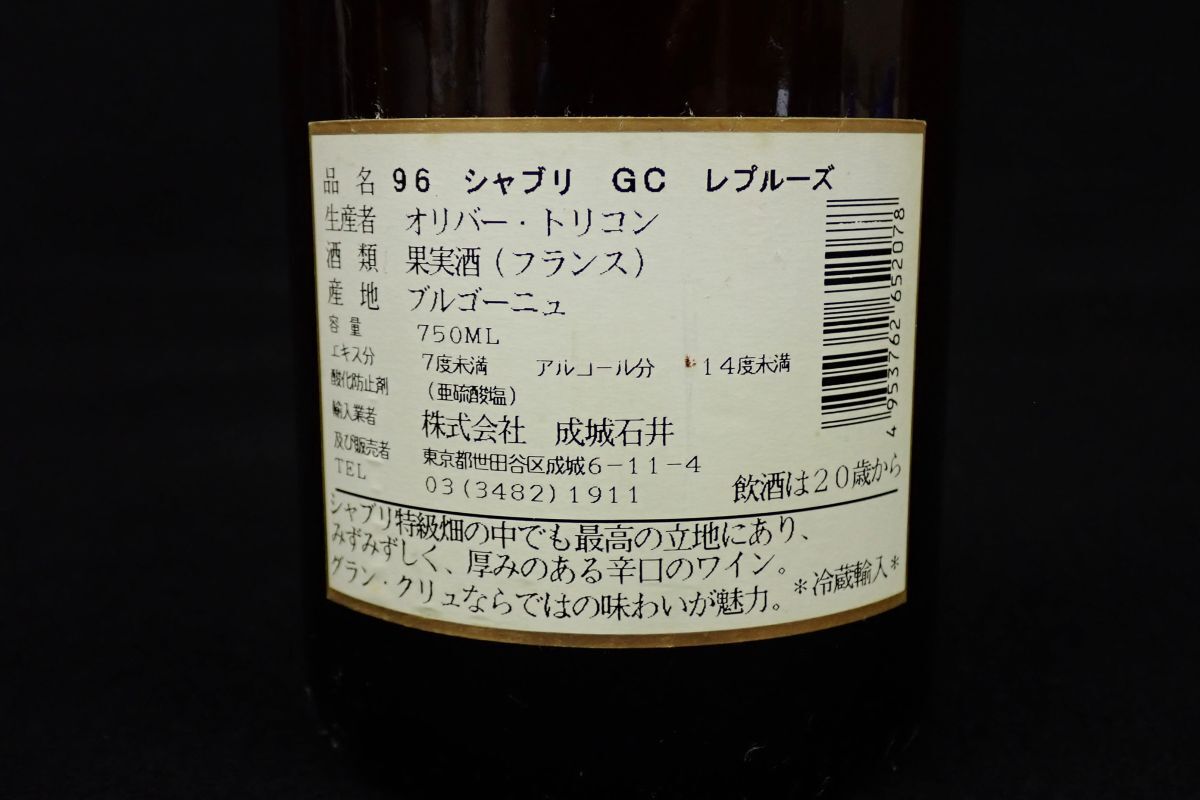 品名 96 シャブリ GC レプルーズ
生産者 オリバー・トリコン
酒類 果実酒(フランス)
産地 ブルゴーニュ
容量 750ML
エキス分 7度未満 アルコール分 14度未満
酸化防止剤 (亜硫酸塩)
輸入業者 株式会社 成城石井
及び販売者 東京都世田谷区成城6-11-4
TEL 03(3482)1911
飲酒は20歳から
4 953762 652078
シャブリ特級畑の中でも最高の立地にあり、
みずみずしく、厚みのある辛口のワイン。
グラン・クリュならではの味わいが魅力。
*冷蔵輸入*